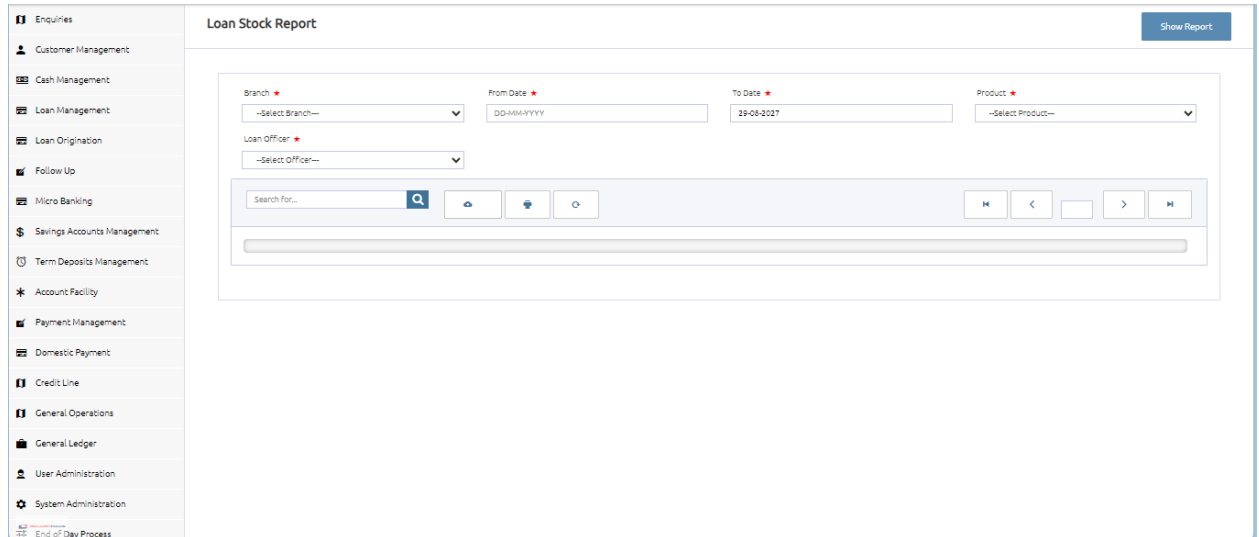 Enquiries
Customer Management
Cash Management
Loan Management
Loan Origination
Follow Up
Micro Banking
Savings Accounts Management
Term Deposits Management
Account Facility
Payment Management
Domestic Payment
Credit Line
General Operations
General Ledger
User Administration
System Administration
End of Day Process
Loan Stock Report
Show Report
Branch ★ From Date ★ To Date ★ Product ★
--Select Branch--- DD-MM-YYYY 29-08-2027 --Select Product---
Loan Officer ★
--Select Officer---
Search for...